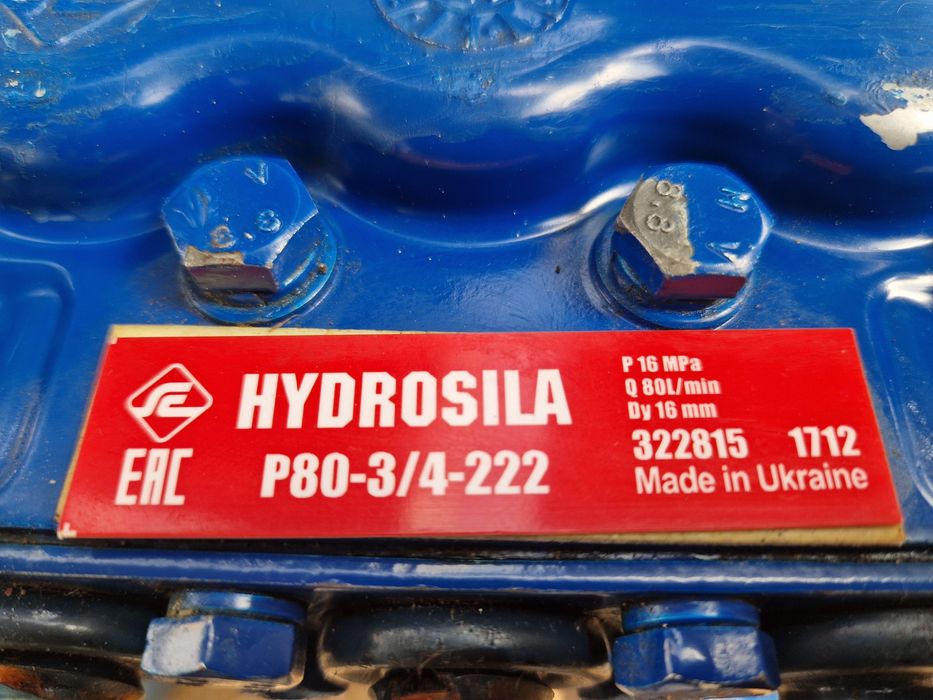 8.8
8.8
HYDROSILA
P80-3/4-222
EAC
P 16 MPa
Q 80L/min
Dy 16 mm
322815 1712
Made in Ukraine